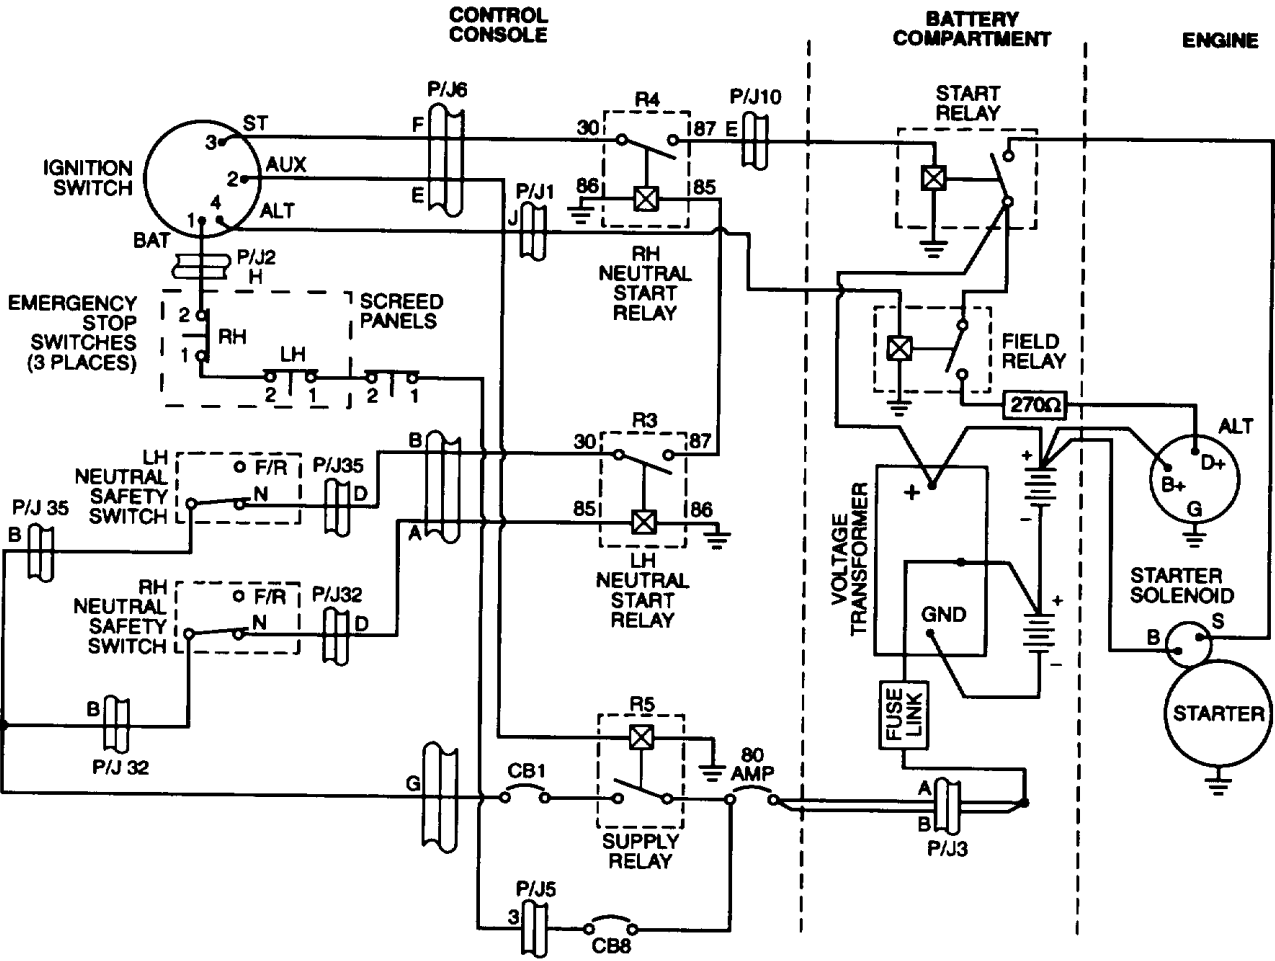 CONTROL
CONSOLE
BATTERY
COMPARTMENT
ENGINE
P/J6
R4
P/J10
START
RELAY
ST
F
30
87
E
3
IGNITION
SWITCH
AUX
2
E
86
85
P/J1
4
ALT
J
1
BAT
P/J2
H
RH
NEUTRAL
START
RELAY
EMERGENCY
STOP
SWITCHES
(3 PLACES)
SCREED
PANELS
2
RH
1
LH
2
1
2
1
FIELD
RELAY
270Ω
ALT
R3
30
87
B
LH
NEUTRAL
SAFETY
SWITCH
F/R
N
P/J35
D
85
86
A
P/J 35
B
LH
NEUTRAL
START
RELAY
+
D+
B+
G
+
−
VOLTAGE
TRANSFORMER
GND
+
−
STARTER
SOLENOID
S
B
STARTER
RH
NEUTRAL
SAFETY
SWITCH
F/R
N
P/J32
D
B
P/J 32
R5
FUSE
LINK
G
CB1
80
AMP
A
B
P/J3
SUPPLY
RELAY
P/J5
3
CB8